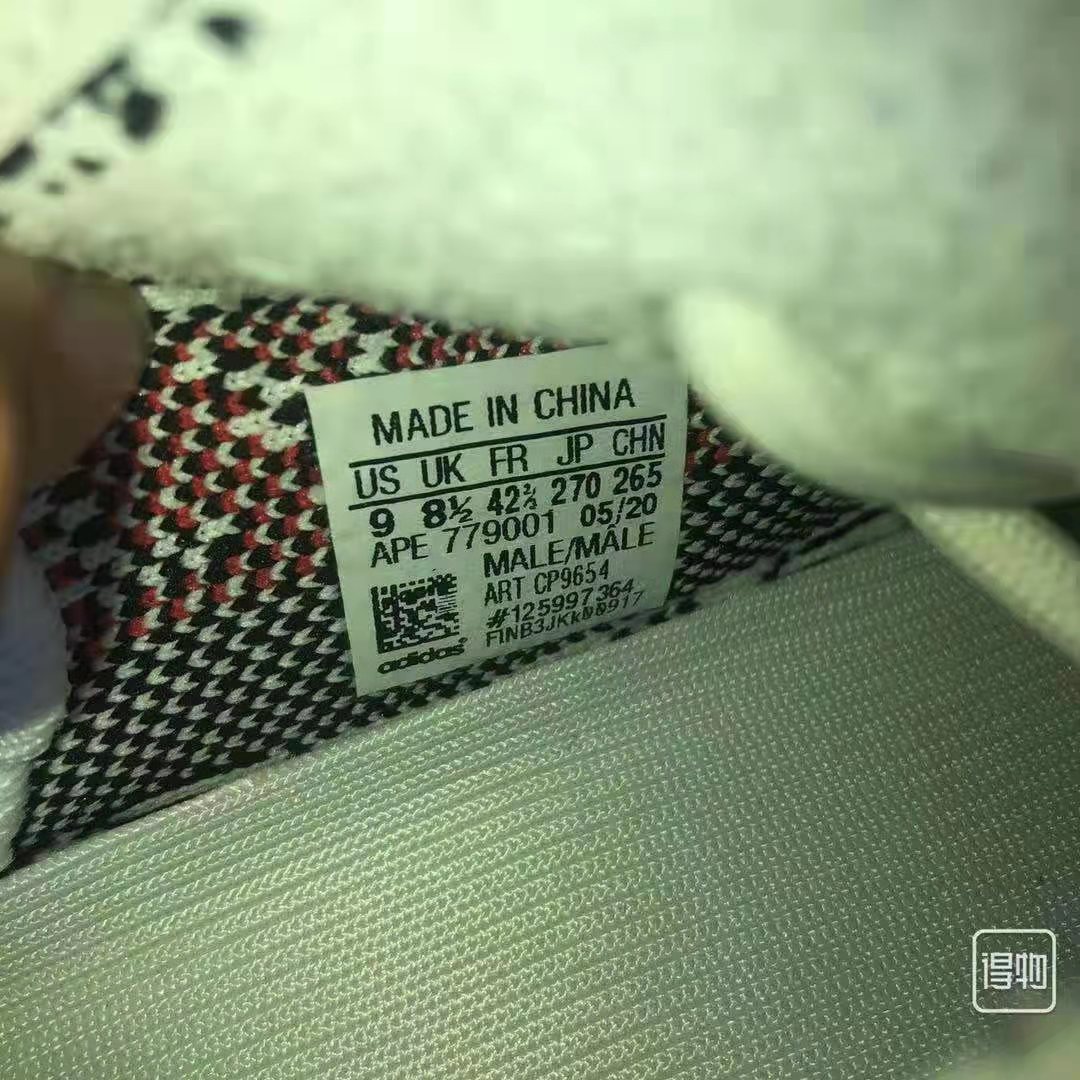 MADE IN CHINA
US UK FR JP CHN
9 8½ 42⅔ 270 265
APE 779001 05/20
MALE/MÂLE
ART CP9654
#125997364
adidas
得物